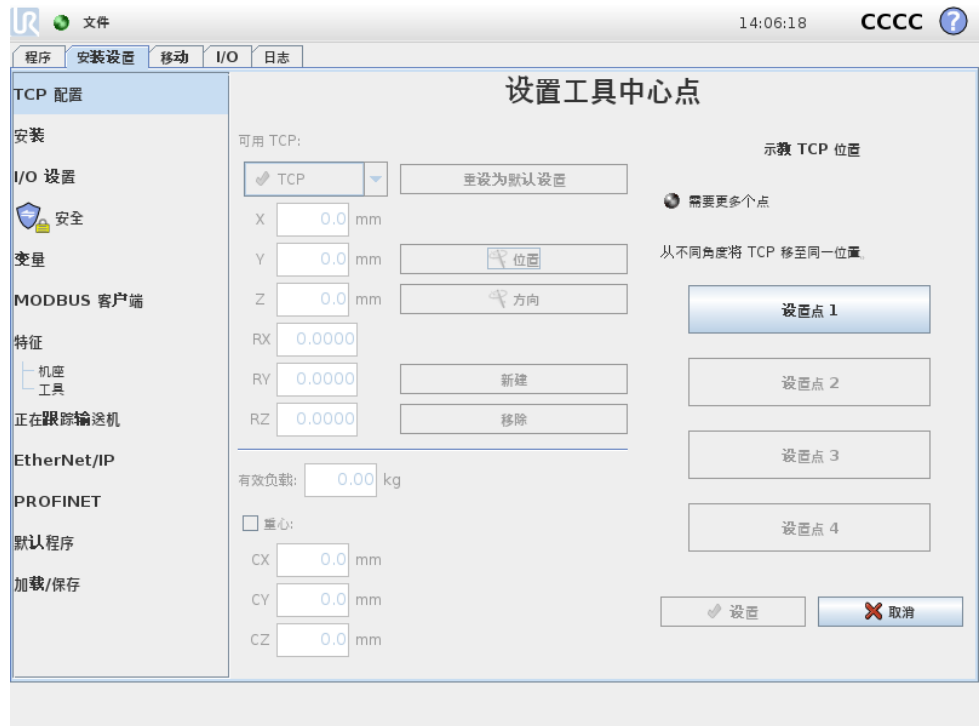 UR 文件 14:06:18 CCCC ?
程序 安装设置 移动 I/O 日志
TCP 配置
安装
I/O 设置
安全
变量
MODBUS 客户端
特征
机座
工具
正在跟踪输送机
EtherNet/IP
PROFINET
默认程序
加载/保存
设置工具中心点
可用 TCP:
TCP 重设为默认设置
X 0.0 mm
Y 0.0 mm 位置
Z 0.0 mm 方向
RX 0.0000
RY 0.0000 新建
RZ 0.0000 移除
有效负载: 0.00 kg
重心:
CX 0.0 mm
CY 0.0 mm
CZ 0.0 mm
示教 TCP 位置
需要更多个点
从不同角度将 TCP 移至同一位置。
设置点 1
设置点 2
设置点 3
设置点 4
设置 取消